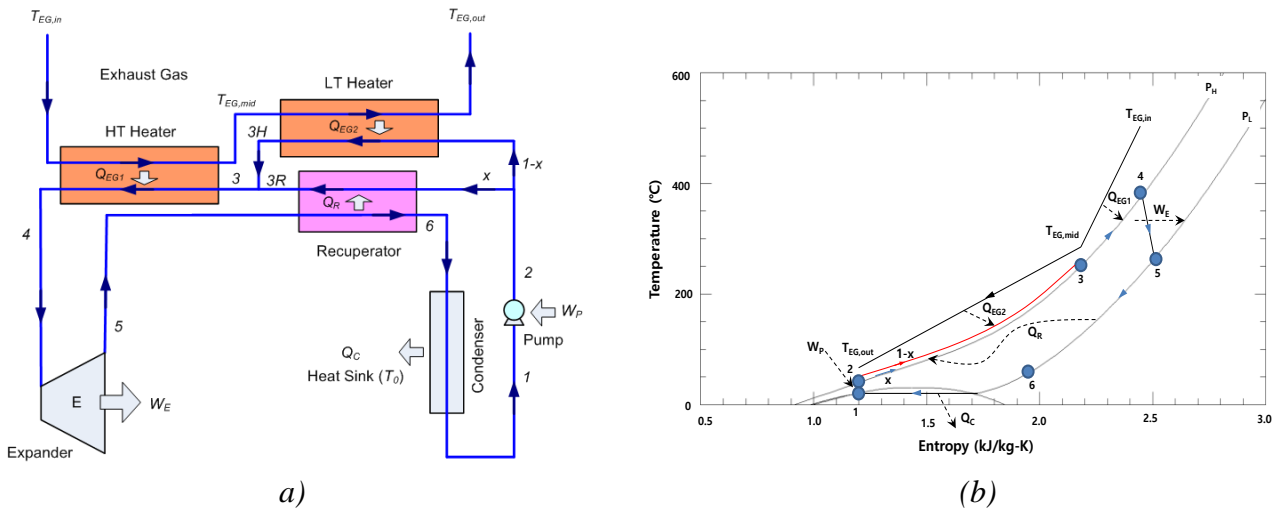 T_EG,in
T_EG,out
Exhaust Gas
LT Heater
T_EG,mid
HT Heater
3H
Q_EG2
1-x
Q_EG1
3
3R
x
Q_R
4
6
Recuperator
2
5
W_P
Pump
Q_C
Heat Sink (T_0)
Condenser
1
E
W_E
Expander
a)
600
400
200
0
Temperature (°C)
P_H
P_L
T_EG,in
4
Q_EG1
W_E
T_EG,mid
3
5
Q_EG2
Q_R
W_P
T_EG,out
1-x
2
x
6
1
Q_C
0.5
1.0
1.5
2.0
2.5
3.0
Entropy (kJ/kg-K)
(b)